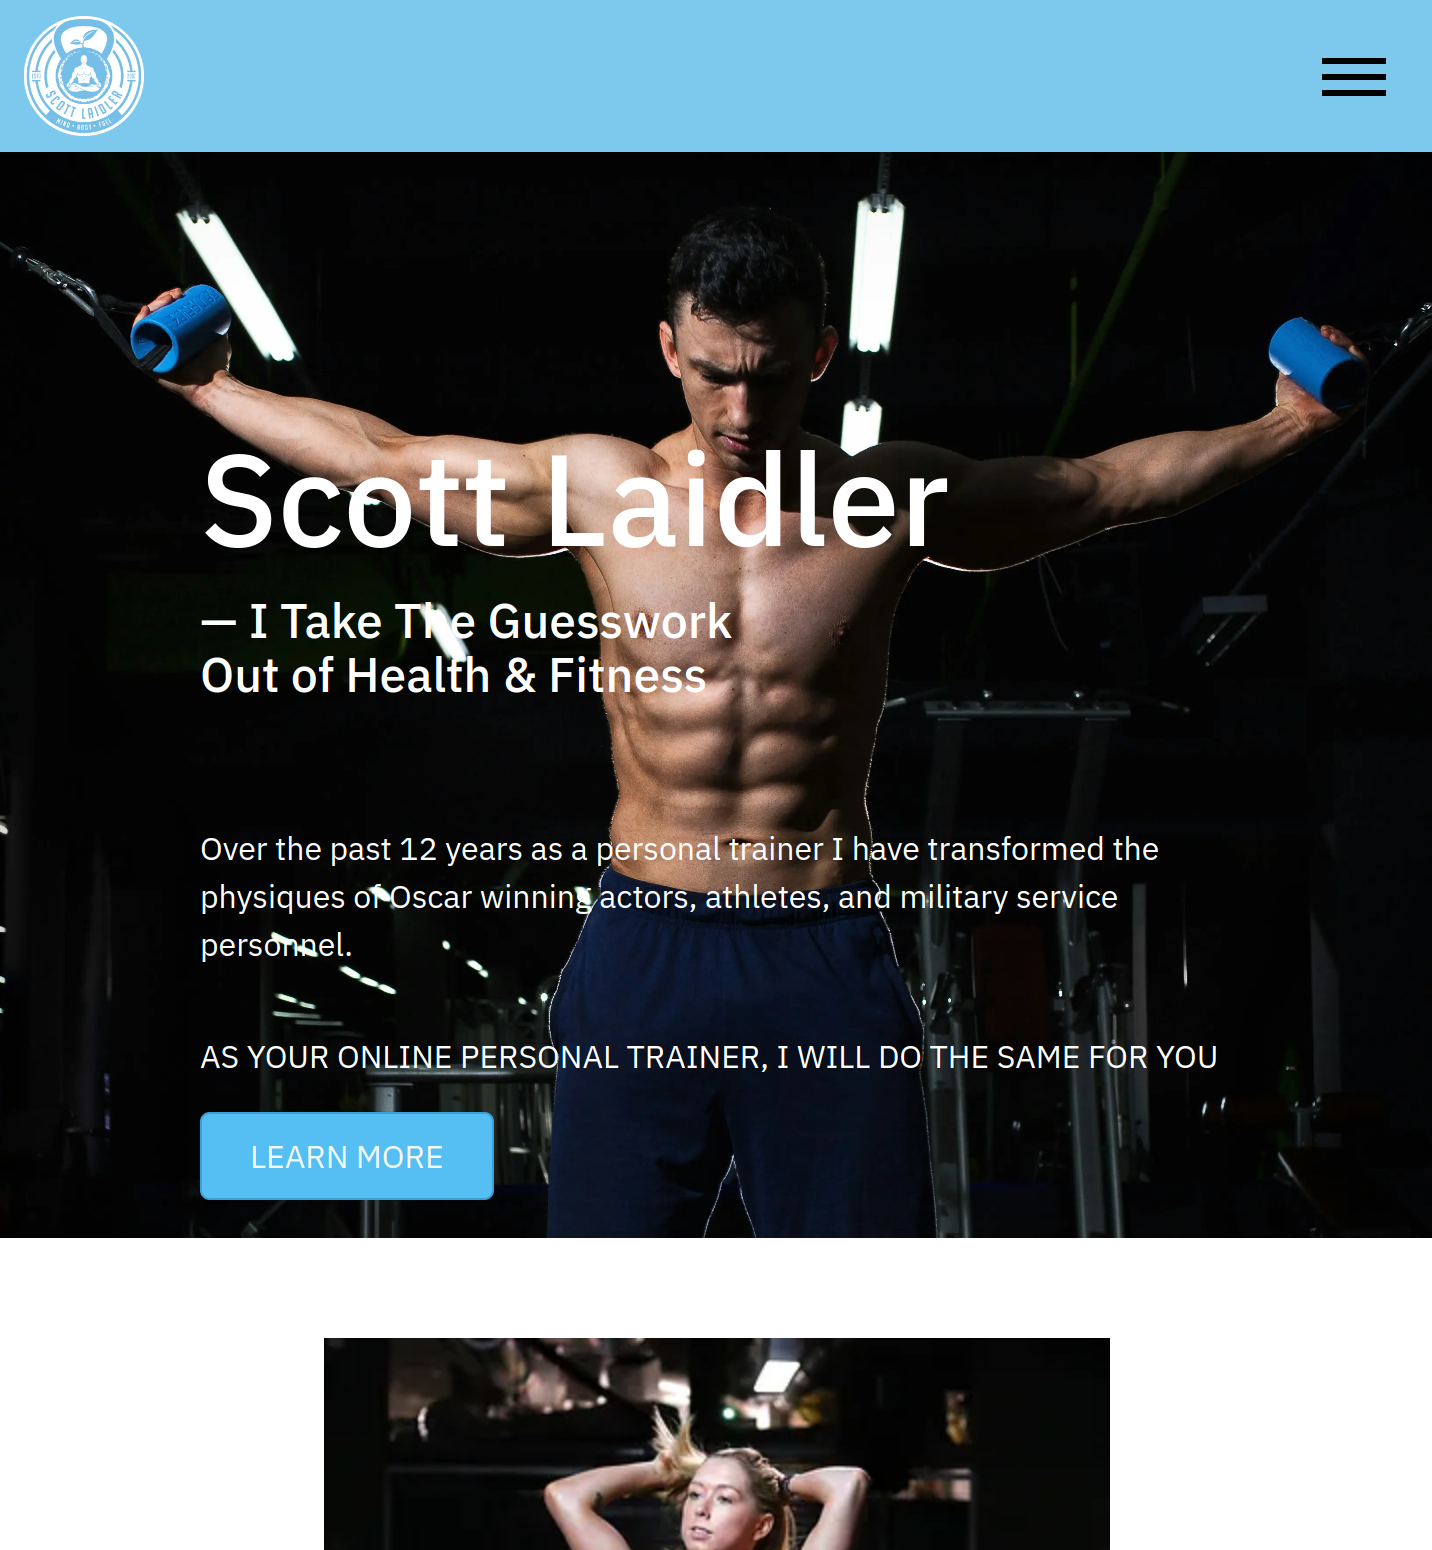 SCOTT LAIDLER
MIND • BODY • FUEL
Scott Laidler
— I Take The Guesswork
Out of Health & Fitness
Over the past 12 years as a personal trainer I have transformed the
physiques of Oscar winning actors, athletes, and military service
personnel.
AS YOUR ONLINE PERSONAL TRAINER, I WILL DO THE SAME FOR YOU
LEARN MORE